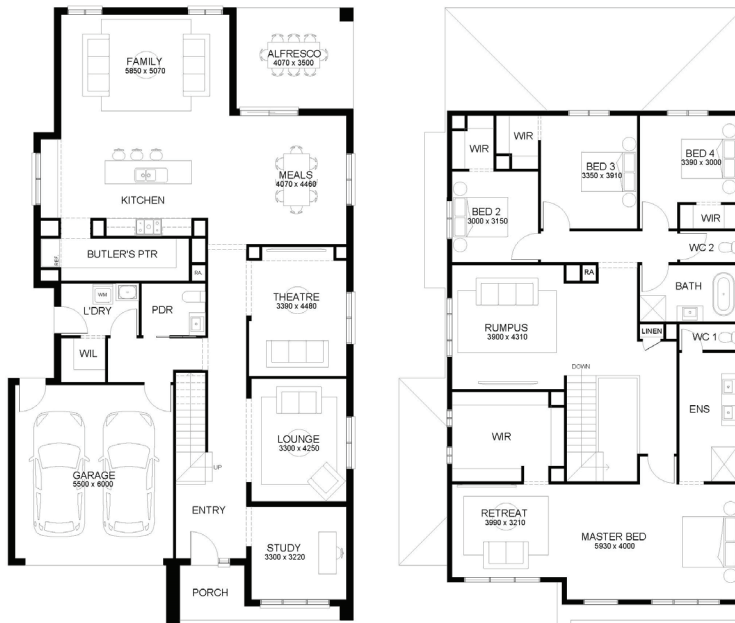 FAMILY
5850 x 5070
ALFRESCO
4070 x 3500
MEALS
4070 x 4460
KITCHEN
REF.
BUTLER'S PTR
RA.
WM
L'DRY
PDR
THEATRE
3390 x 4480
WIL
LOUNGE
3300 x 4250
GARAGE
5500 x 6000
UP
ENTRY
STUDY
3300 x 3220
PORCH
WIR
WIR
BED 3
3350 x 3910
BED 4
3390 x 3000
BED 2
3000 x 3150
WIR
WC 2
RA
BATH
RUMPUS
3900 x 4310
LINEN
WC 1
DOWN
WIR
ENS
RETREAT
3990 x 3210
MASTER BED
5930 x 4000